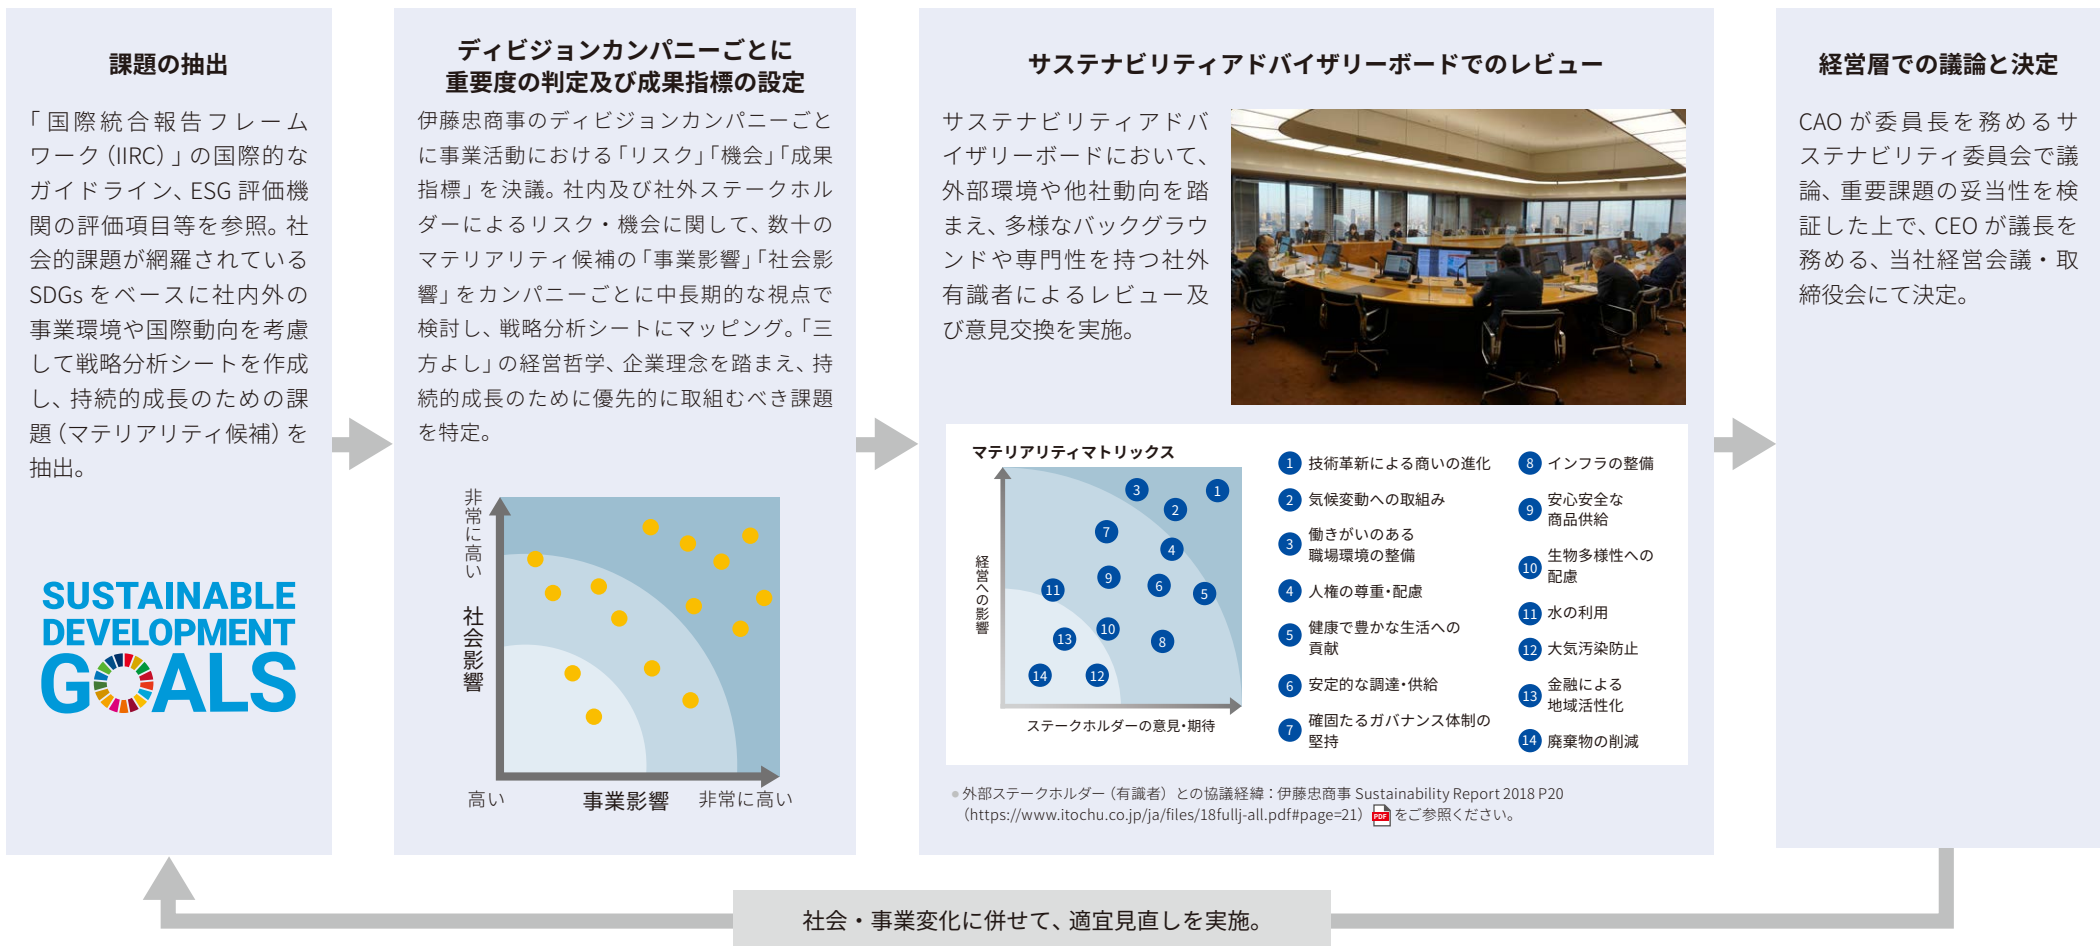 課題の抽出
「国際統合報告フレーム
ワーク（IIRC）」の国際的な
ガイドライン、ESG 評価機
関の評価項目等を参照。社
会的課題が網羅されている
SDGs をベースに社内外の
事業環境や国際動向を考慮
して戦略分析シートを作成
し、持続的成長のための課
題（マテリアリティ候補）を
抽出。
SUSTAINABLE
DEVELOPMENT
GOALS
ディビジョンカンパニーごとに
重要度の判定及び成果指標の設定
伊藤忠商事のディビジョンカンパニーごと
に事業活動における「リスク」「機会」「成果
指標」を決議。社内及び社外ステークホル
ダーによるリスク・機会に関して、数十の
マテリアリティ候補の「事業影響」「社会影
響」をカンパニーごとに中長期的な視点で
検討し、戦略分析シートにマッピング。「三
方よし」の経営哲学、企業理念を踏まえ、持
続的成長のために優先的に取組むべき課題
を特定。
非常に高い
社会影響
高い
事業影響
非常に高い
サステナビリティアドバイザリーボードでのレビュー
サステナビリティアドバ
イザリーボードにおいて、
外部環境や他社動向を踏
まえ、多様なバックグラウ
ンドや専門性を持つ社外
有識者によるレビュー及
び意見交換を実施。
マテリアリティマトリックス
経営への影響
3
1
2
7
4
9
6
11
5
10
13
8
14
12
ステークホルダーの意見・期待
1 技術革新による商いの進化
2 気候変動への取組み
3 働きがいのある
職場環境の整備
4 人権の尊重・配慮
5 健康で豊かな生活への
貢献
6 安定的な調達・供給
7 確固たるガバナンス体制の
堅持
8 インフラの整備
9 安心安全な
商品供給
10 生物多様性への
配慮
11 水の利用
12 大気汚染防止
13 金融による
地域活性化
14 廃棄物の削減
外部ステークホルダー（有識者）との協議経緯：伊藤忠商事 Sustainability Report 2018 P20
（https://www.itochu.co.jp/ja/files/18fullj-all.pdf#page=21）PDF をご参照ください。
経営層での議論と決定
CAO が委員長を務めるサ
ステナビリティ委員会で議
論、重要課題の妥当性を検
証した上で、CEO が議長を
務める、当社経営会議・取
締役会にて決定。
社会・事業変化に併せて、適宜見直しを実施。